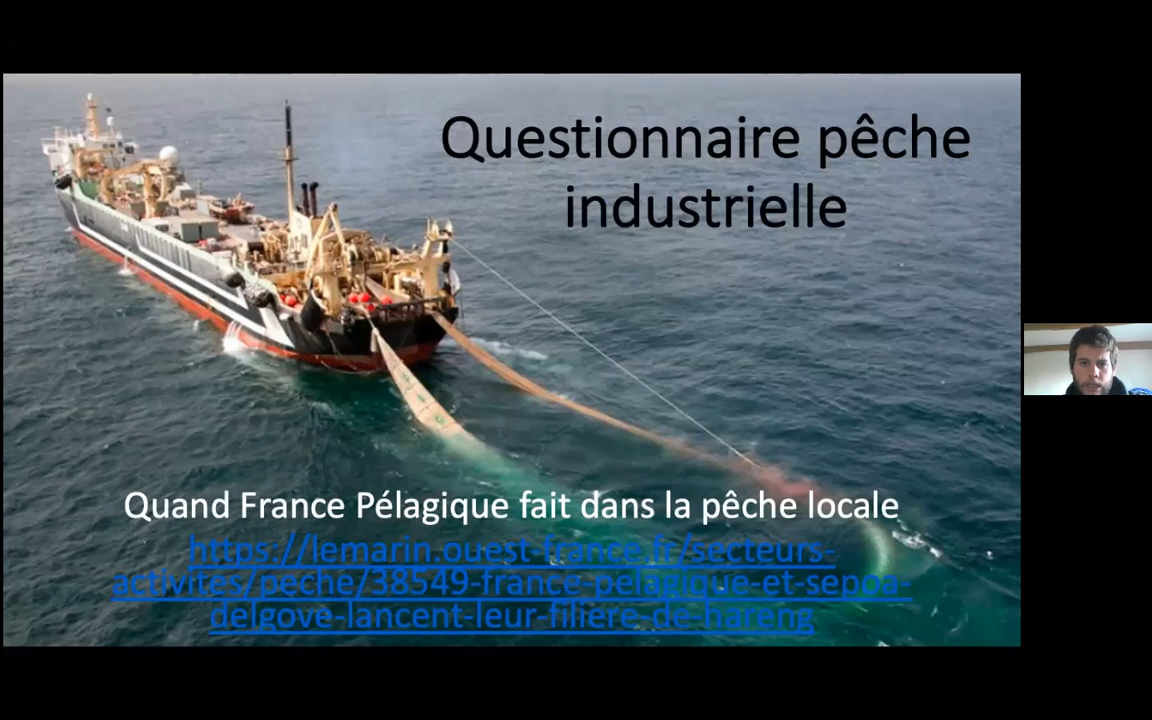 Questionnaire pêche
industrielle
Quand France Pélagique fait dans la pêche locale
https://lemarin.ouest-france.fr/secteurs-
activites/peche/38549-france-pelagique-et-sepoa-
delgove-lancent-leur-filiere-de-hareng